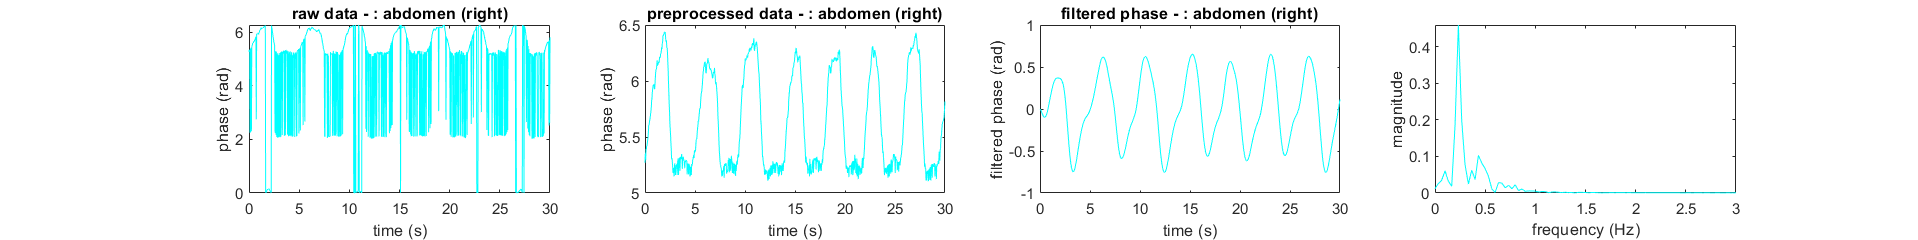 raw data - : abdomen (right)
phase (rad)
6
4
2
0
0 5 10 15 20 25 30
time (s)
preprocessed data - : abdomen (right)
phase (rad)
6.5
6
5.5
5
0 5 10 15 20 25 30
time (s)
filtered phase - : abdomen (right)
filtered phase (rad)
1
0.5
0
-0.5
-1
0 5 10 15 20 25 30
time (s)
magnitude
0.4
0.3
0.2
0.1
0
0 0.5 1 1.5 2 2.5 3
frequency (Hz)